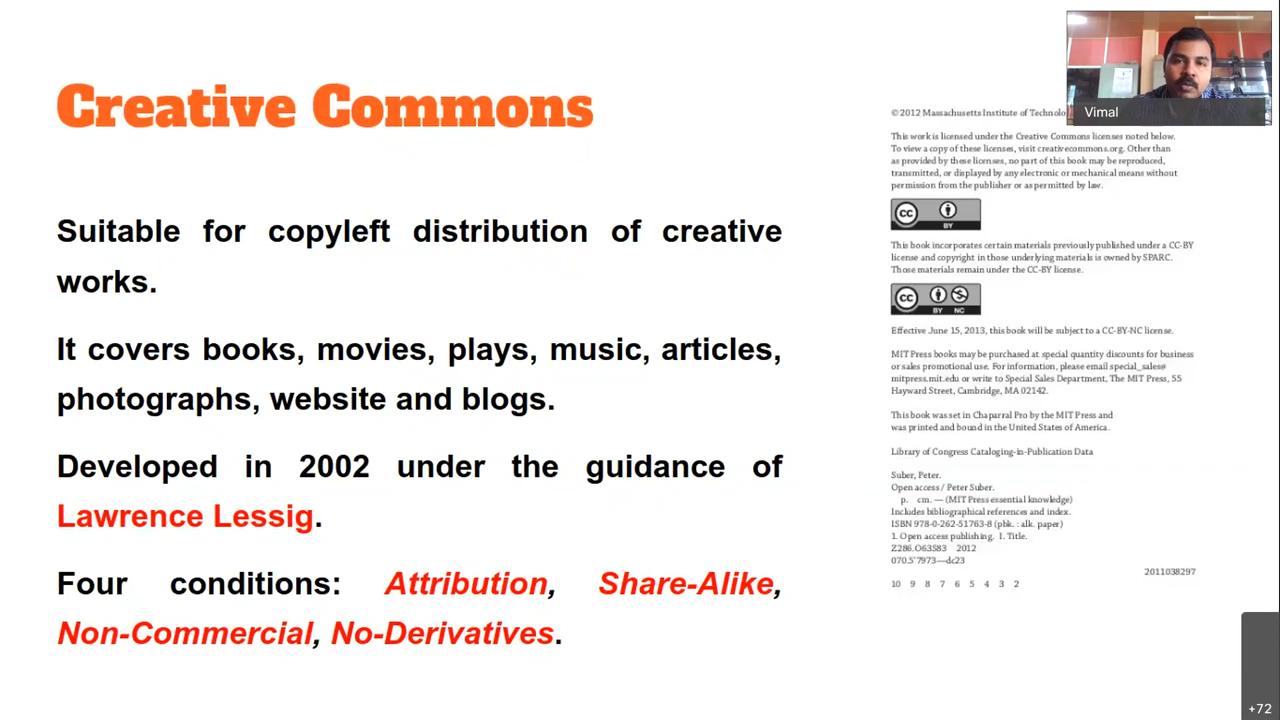 Creative Commons
Suitable for copyleft distribution of creative
works.
It covers books, movies, plays, music, articles,
photographs, website and blogs.
Developed in 2002 under the guidance of
Lawrence Lessig.
Four conditions: Attribution, Share-Alike,
Non-Commercial, No-Derivatives.
Vimal
©2012 Massachusetts Institute of Technolo
This work is licensed under the Creative Commons licenses noted below.
To view a copy of these licenses, visit creativecommons.org. Other than
as provided by these licenses, no part of this book may be reproduced,
transmitted, or displayed by any electronic or mechanical means without
permission from the publisher or as permitted by law.
CC BY
This book incorporates certain materials previously published under a CC-BY
license and copyright in those underlying materials is owned by SPARC.
Those materials remain under the CC-BY license.
CC BY NC
Effective June 15, 2013, this book will be subject to a CC-BY-NC license.
MIT Press books may be purchased at special quantity discounts for business
or sales promotional use. For information, please email special_sales@
mitpress.mit.edu or write to Special Sales Department, The MIT Press, 55
Hayward Street, Cambridge, MA 02142.
This book was set in Chaparral Pro by the MIT Press and
was printed and bound in the United States of America.
Library of Congress Cataloging-in-Publication Data
Suber, Peter.
Open access / Peter Suber.
p. cm. — (MIT Press essential knowledge)
Includes bibliographical references and index.
ISBN 978-0-262-51763-8 (pbk. : alk. paper)
1. Open access publishing. I. Title.
Z286.O63S83 2012
070.5'7973—dc23
2011038297
10 9 8 7 6 5 4 3 2
+72